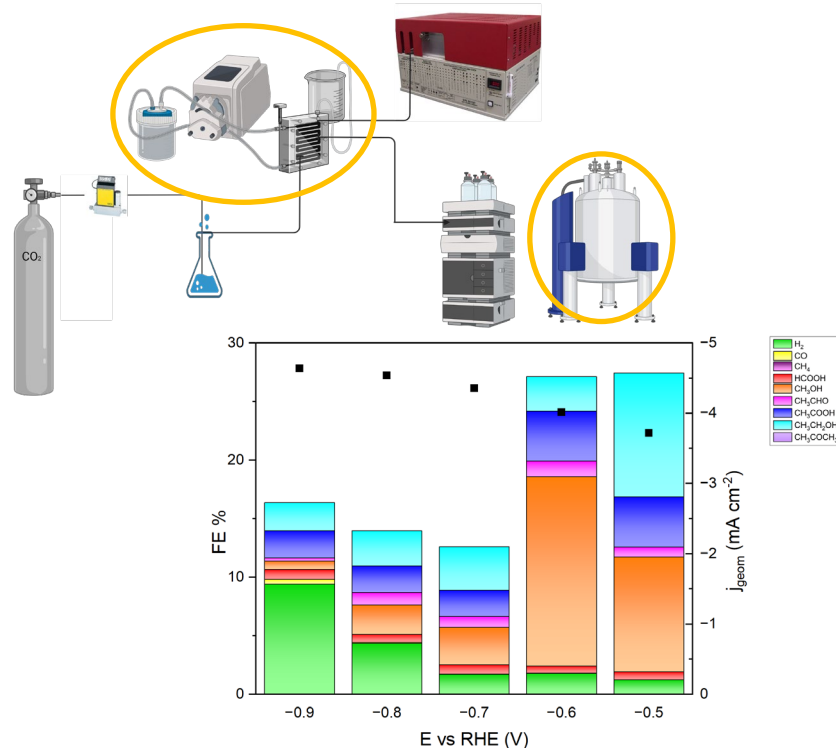 CO₂
30
20
10
0
FE %
−5
−4
−3
−2
−1
0
j_geom (mA cm⁻²)
−0.9
−0.8
−0.7
−0.6
−0.5
E vs RHE (V)
H₂
CO
CH₄
HCOOH
CH₃OH
CH₃CHO
CH₃COOH
CH₃CH₂OH
CH₃COCH₃